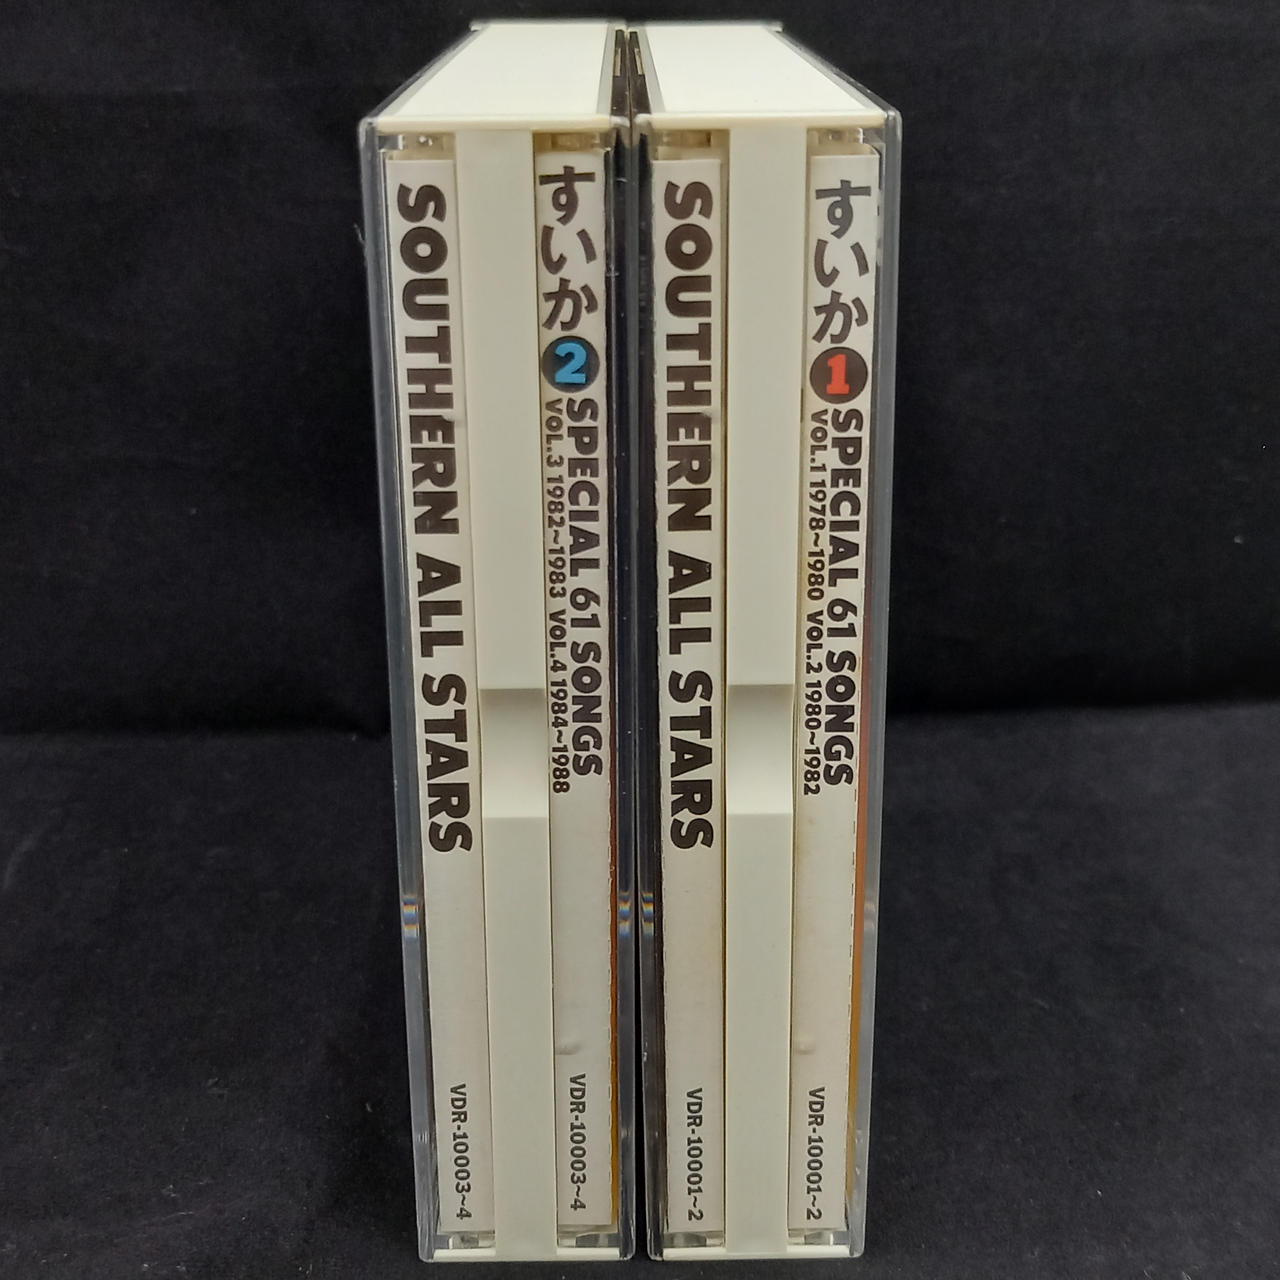 SOUTHERN ALL STARS
VDR-10003~4
すいか 2 SPECIAL 61 SONGS
VOL.3 1982~1983 VOL.4 1984~1988
VDR-10003~4
SOUTHERN ALL STARS
VDR-10001~2
すいか 1 SPECIAL 61 SONGS
VOL.1 1978~1980 VOL.2 1980~1982
VDR-10001~2